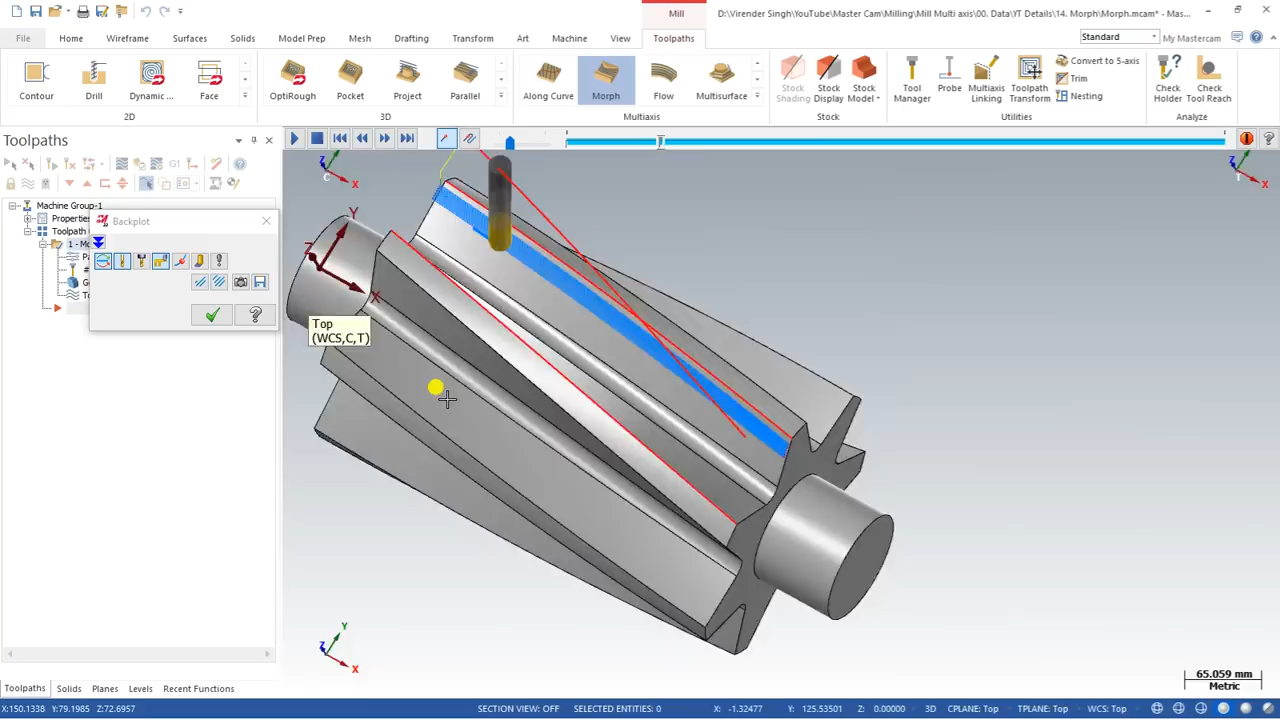 Mill
D:\Virender Singh\YouTube\Master Cam\Milling\Mill Multi axis\00. Data\YT Details\14. Morph\Morph.mcam* - Mas...
File
Home
Wireframe
Surfaces
Solids
Model Prep
Mesh
Drafting
Transform
Art
Machine
View
Toolpaths
Standard
My Mastercam
Contour
Drill
Dynamic ...
Face
OptiRough
Pocket
Project
Parallel
Along Curve
Morph
Flow
Multisurface
Stock Shading
Stock Display
Stock Model
Tool Manager
Probe
Multiaxis Linking
Toolpath Transform
Convert to 5-axis
Trim
Nesting
Check Holder
Check Tool Reach
2D
3D
Multiaxis
Stock
Utilities
Analyze
Toolpaths
G1
Machine Group-1
Properties
Toolpath
1 - Mo
Backplot
Z
X
C
Z
X
T
Y
Z
X
Top
(WCS,C,T)
Y
Z
X
65.059 mm
Metric
Toolpaths
Solids
Planes
Levels
Recent Functions
X:150.1338 Y:79.1985 Z:72.6957
SECTION VIEW: OFF
SELECTED ENTITIES: 0
X: -1.32477
Y: 125.53501
Z: 0.00000
3D
CPLANE: Top
TPLANE: Top
WCS: Top